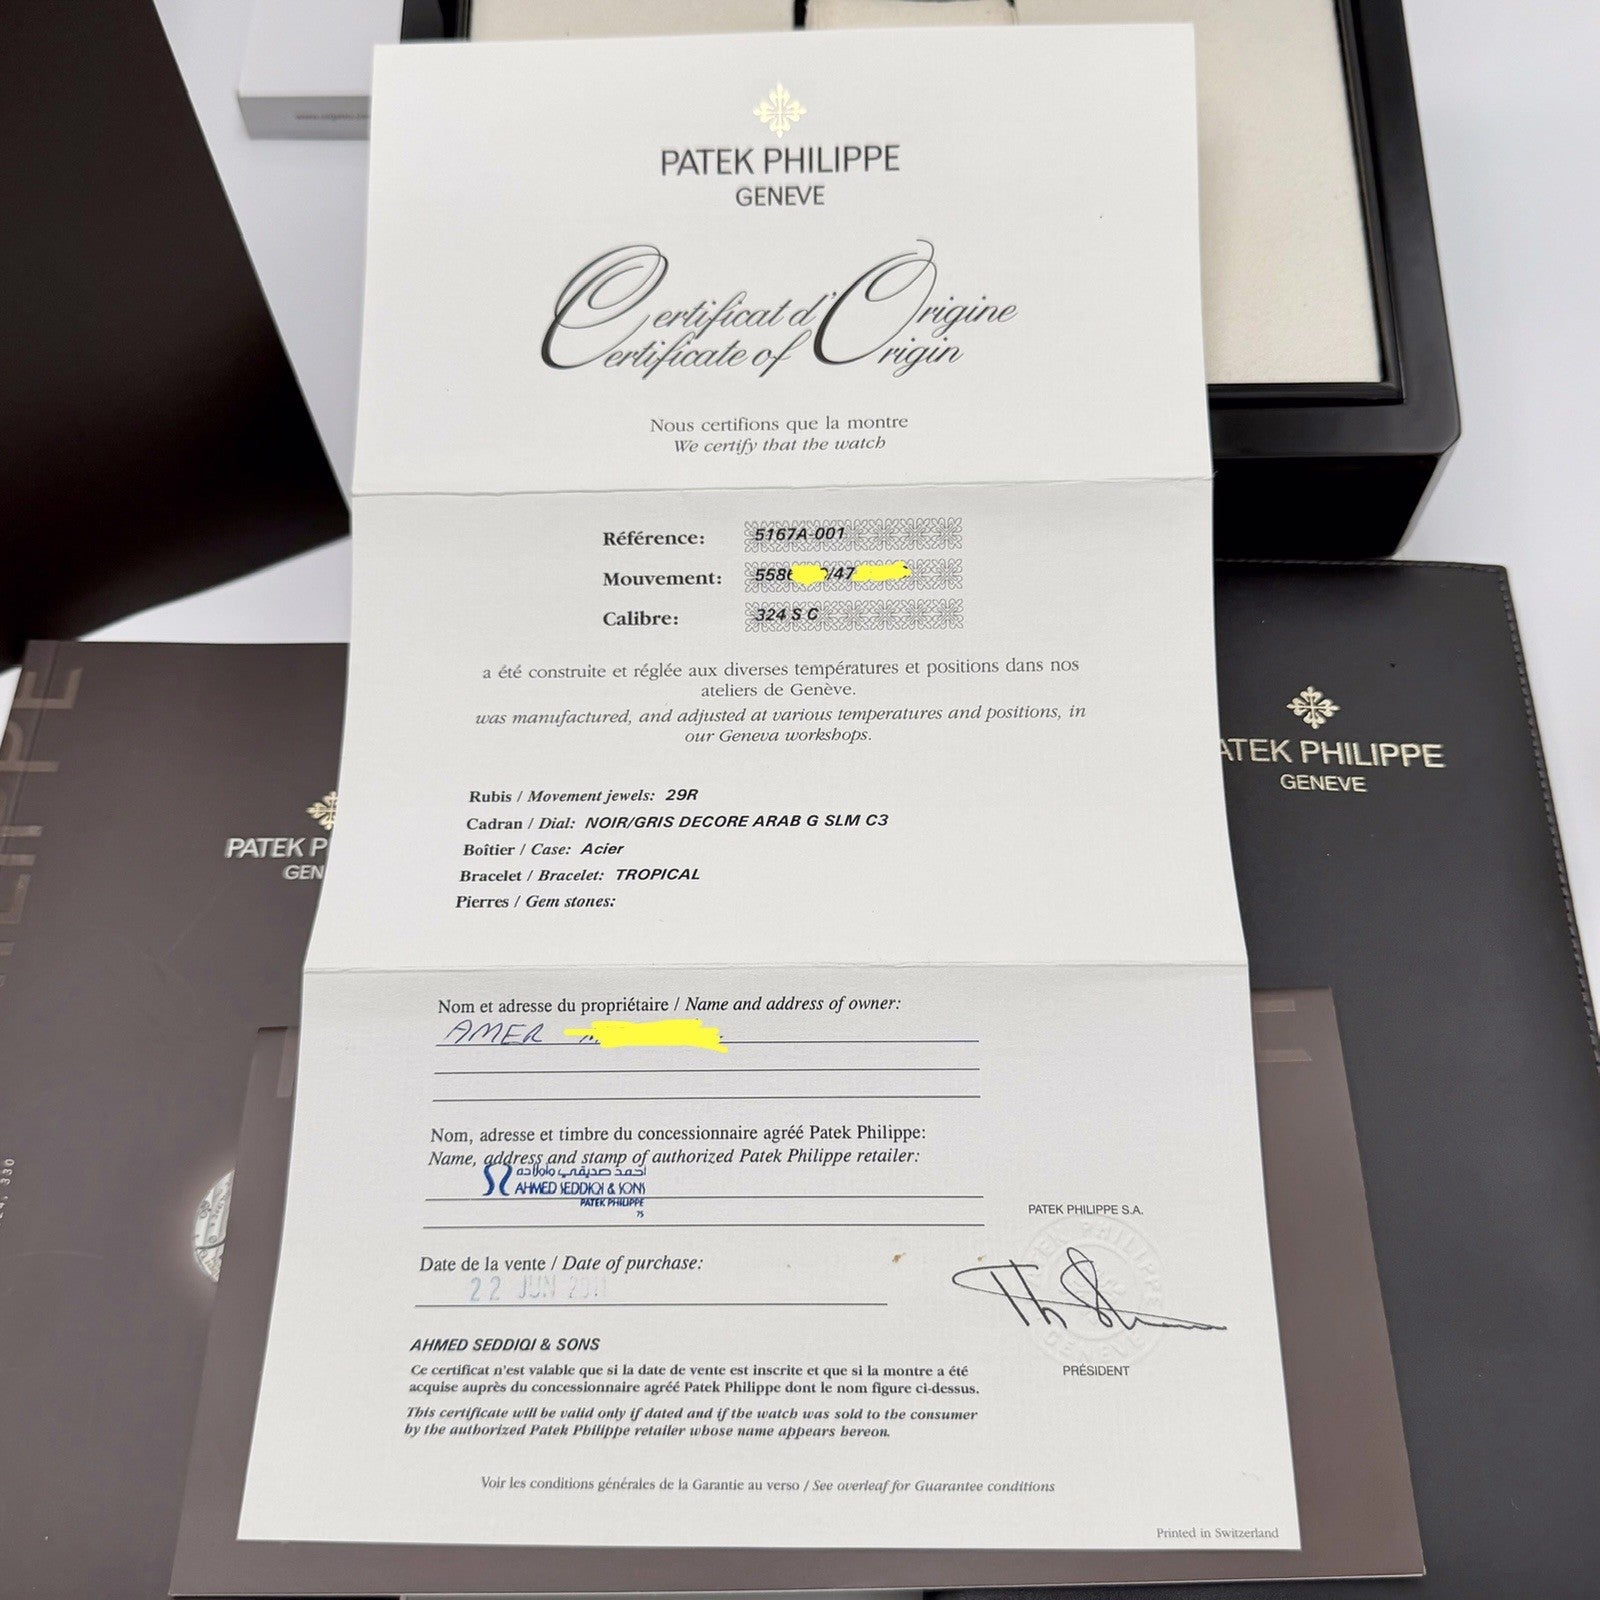 PATEK PHILIPPE
GENEVE
Certificat d'Origine
Certificate of Origin
Nous certifions que la montre
We certify that the watch
Référence: 5167A-001
Mouvement: 558 /47
Calibre: 324 S C
a été construite et réglée aux diverses températures et positions dans nos
ateliers de Genève.
was manufactured, and adjusted at various temperatures and positions, in
our Geneva workshops.
Rubis / Movement jewels: 29R
Cadran / Dial: NOIR/GRIS DECORE ARAB G SLM C3
Boîtier / Case: Acier
Bracelet / Bracelet: TROPICAL
Pierres / Gem stones:
Nom et adresse du propriétaire / Name and address of owner:
AMER
Nom, adresse et timbre du concessionnaire agréé Patek Philippe:
Name, address and stamp of authorized Patek Philippe retailer:
احمد صديقي واولاده
AHMED SEDDIQI & SONS
PATEK PHILIPPE
75
Date de la vente / Date of purchase:
22 JUN 2011
PATEK PHILIPPE S.A.
PATEK PHILIPPE
GENEVE
PRÉSIDENT
AHMED SEDDIQI & SONS
Ce certificat n'est valable que si la date de vente est inscrite et que si la montre a été
acquise auprès du concessionnaire agréé Patek Philippe dont le nom figure ci-dessus.
This certificate will be valid only if dated and if the watch was sold to the consumer
by the authorized Patek Philippe retailer whose name appears hereon.
Voir les conditions générales de la Garantie au verso / See overleaf for Guarantee conditions
Printed in Switzerland
PATEK P
GEN
ATEK PHILIPPE
GENEVE